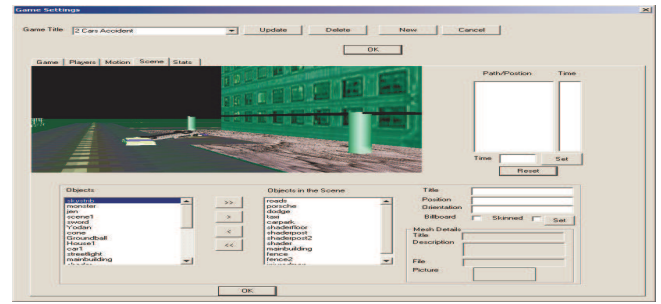 Game Settings
Game Title 2 Cars Accident Update Delete New Cancel
OK
Game Players Motion Scene Stats
Path/Postion Time
Time Set
Reset
Objects Objects in the Scene
monster
jen
scene1
sword
Yodan
cone
Groundball
House1
car1
streetlight
mainbuilding
shader
>>
>
<
<<
roads
porsche
dodge
taxi
carpark
shaderfloor
shaderpost
shaderpost2
shader
mainbuilding
fence
fence2
Title
Position
Orientation
Billboard Skinned Set
Mesh Details
Title
Description
File
Picture
OK